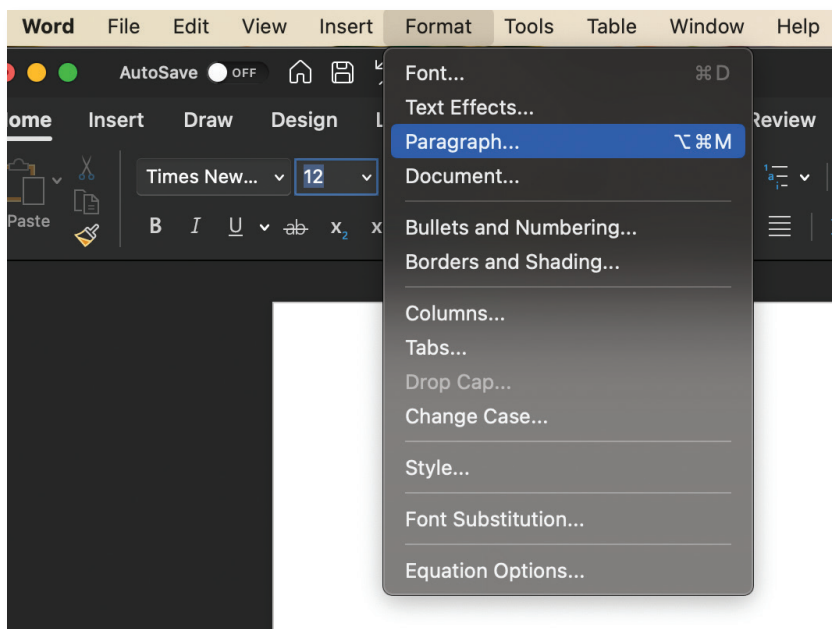 Word File Edit View Insert Format Tools Table Window Help
AutoSave OFF
ome Insert Draw Design L Review
Paste
Times New... 12
B I U ab X2 X
Font... ⌘D
Text Effects...
Paragraph... ⌥⌘M
Document...
Bullets and Numbering...
Borders and Shading...
Columns...
Tabs...
Drop Cap...
Change Case...
Style...
Font Substitution...
Equation Options...